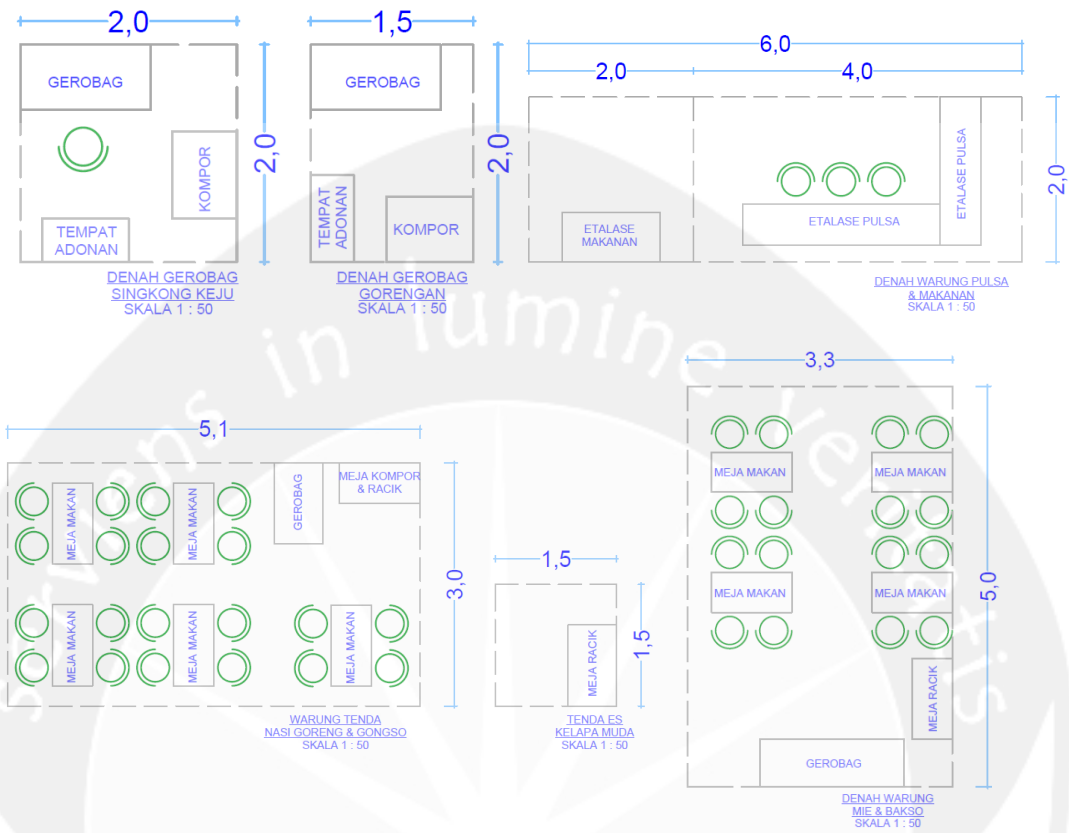 2,0
GEROBAG
KOMPOR
TEMPAT
ADONAN
2,0
DENAH GEROBAG
SINGKONG KEJU
SKALA 1 : 50
1,5
GEROBAG
TEMPAT
ADONAN
KOMPOR
2,0
DENAH GEROBAG
GORENGAN
SKALA 1 : 50
6,0
2,0
4,0
ETALASE
MAKANAN
ETALASE PULSA
ETALASE PULSA
2,0
DENAH WARUNG PULSA
& MAKANAN
SKALA 1 : 50
5,1
MEJA MAKAN
MEJA MAKAN
GEROBAG
MEJA KOMPOR
& RACIK
MEJA MAKAN
MEJA MAKAN
MEJA MAKAN
3,0
WARUNG TENDA
NASI GORENG & GONGSO
SKALA 1 : 50
1,5
MEJA RACIK
1,5
TENDA ES
KELAPA MUDA
SKALA 1 : 50
3,3
MEJA MAKAN
MEJA MAKAN
MEJA MAKAN
MEJA MAKAN
5,0
MEJA RACIK
GEROBAG
DENAH WARUNG
MIE & BAKSO
SKALA 1 : 50
serviens in lumine veritatis